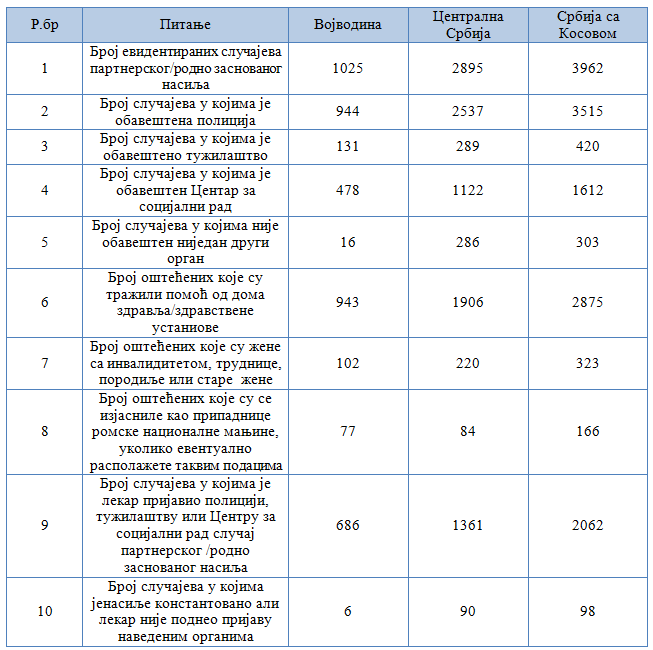 Р.бр Питање Војводина Централна Србија Србија са Косовом
1 Број евидентираних случајева партнерског/родно заснованог насиља 1025 2895 3962
2 Број случајева у којима је обавештена полиција 944 2537 3515
3 Број случајева у којима је обавештено тужилаштво 131 289 420
4 Број случајева у којима је обавештен Центар за социјални рад 478 1122 1612
5 Број случајева у којима није обавештен ниједан други орган 16 286 303
6 Број оштећених које су тражили помоћ од дома здравља/здравствене устаниове 943 1906 2875
7 Број оштећених које су жене са инвалидитетом, труднице, породиље или старе жене 102 220 323
8 Број оштећених које су се изјасниле као припаднице ромске националне мањине, уколико евентуално располажете таквим подацима 77 84 166
9 Број случајева у којима је лекар пријавио полицији, тужилаштву или Центру за социјални рад случај партнерског /родно заснованог насиља 686 1361 2062
10 Број случајева у којима јенасиље константовано али лекар није поднео пријаву наведеним органима 6 90 98